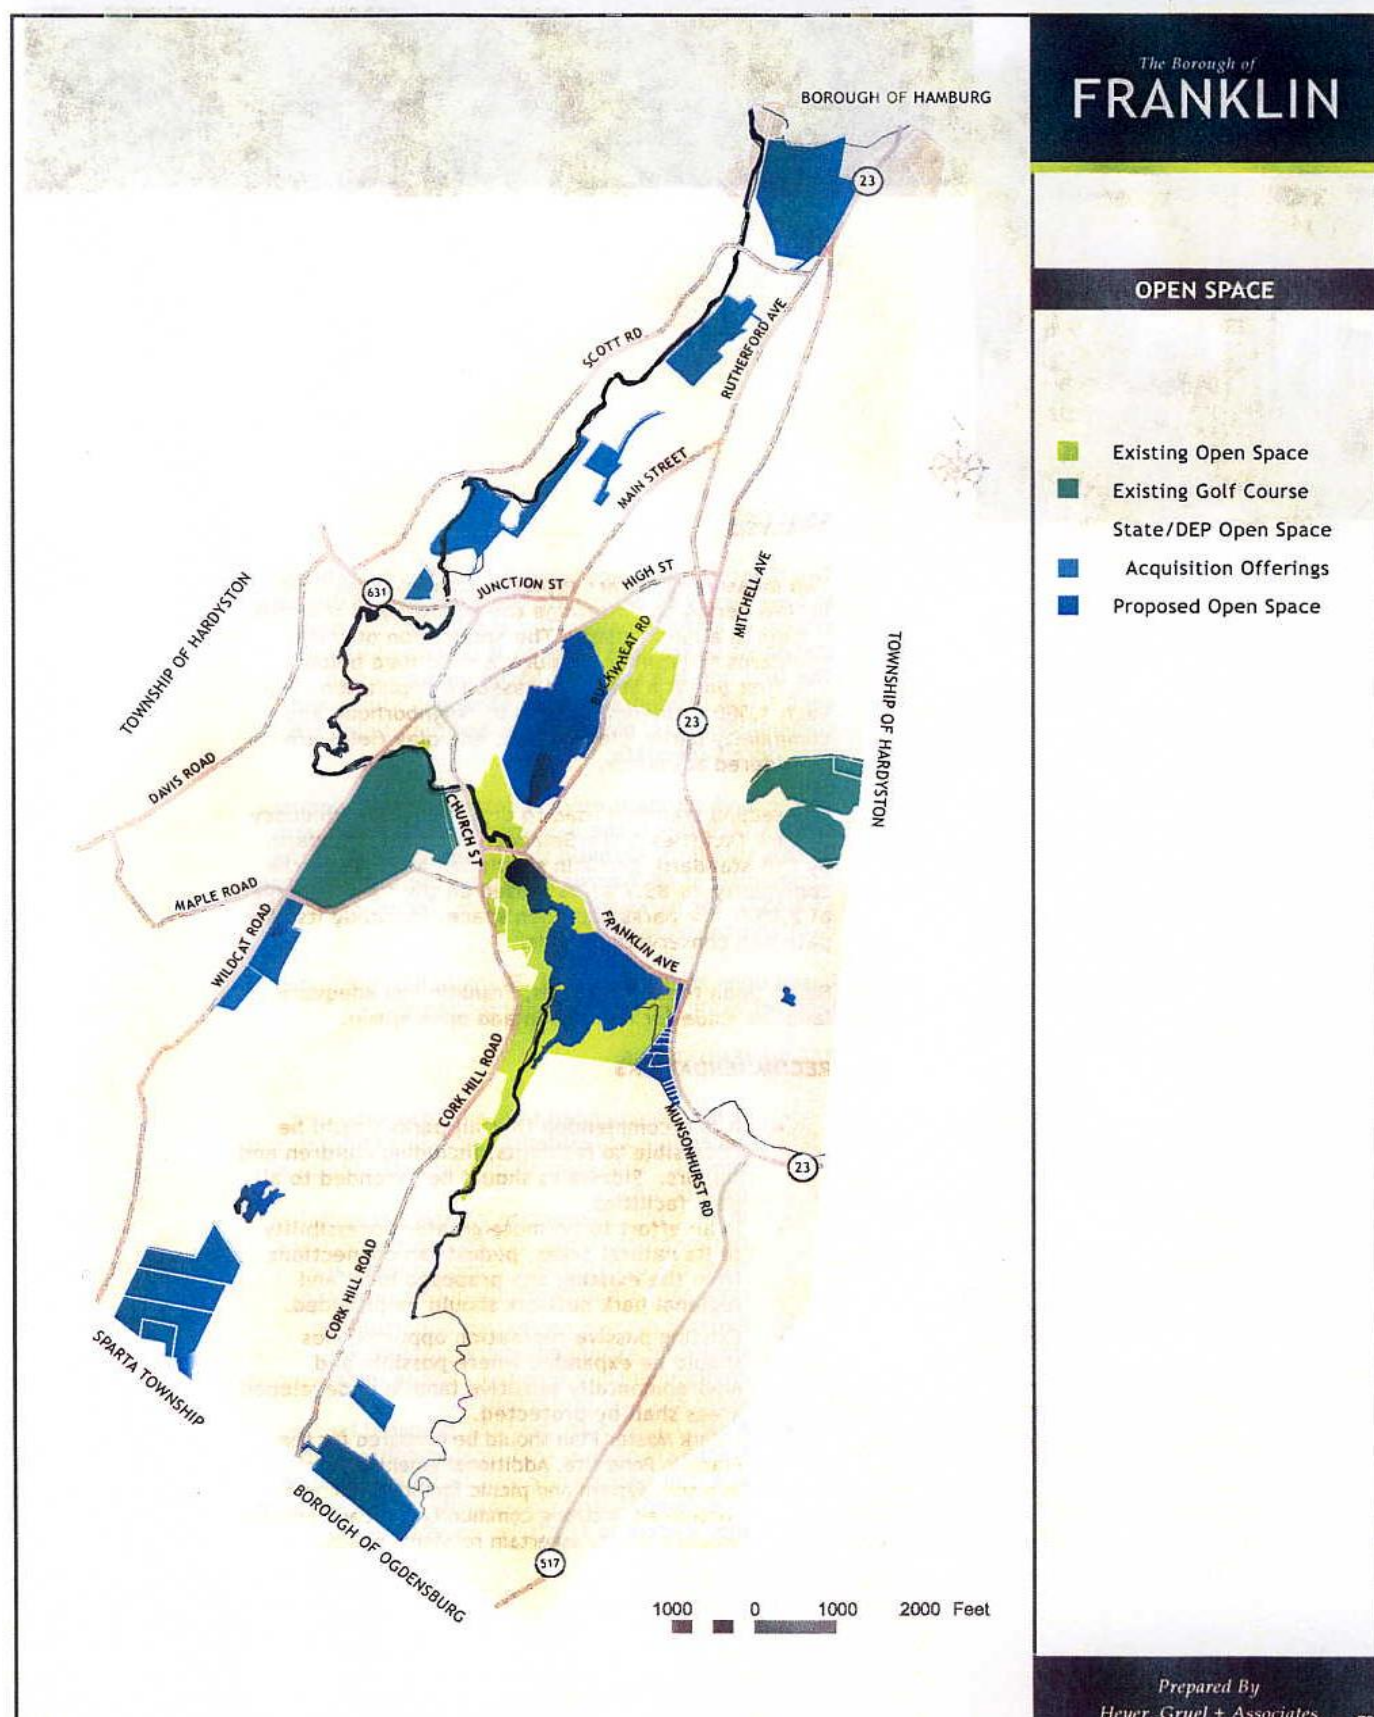 The Borough of
FRANKLIN
OPEN SPACE
Existing Open Space
Existing Golf Course
State/DEP Open Space
Acquisition Offerings
Proposed Open Space
BOROUGH OF HAMBURG
23
SCOTT RD
RUTHERFORD AVE
MAIN STREET
TOWNSHIP OF HARDYSTON
631
JUNCTION ST
HIGH ST
MITCHELL AVE
BUCKWHEAT RD
TOWNSHIP OF HARDYSTON
23
DAVIS ROAD
CHURCH ST
MAPLE ROAD
WILDCAT ROAD
FRANKLIN AVE
CORK HILL ROAD
MUNSONHURST RD
23
CORK HILL ROAD
SPARTA TOWNSHIP
BOROUGH OF OGDENSBURG
517
1000 0 1000 2000 Feet
Prepared By
Heyer, Gruel + Associates